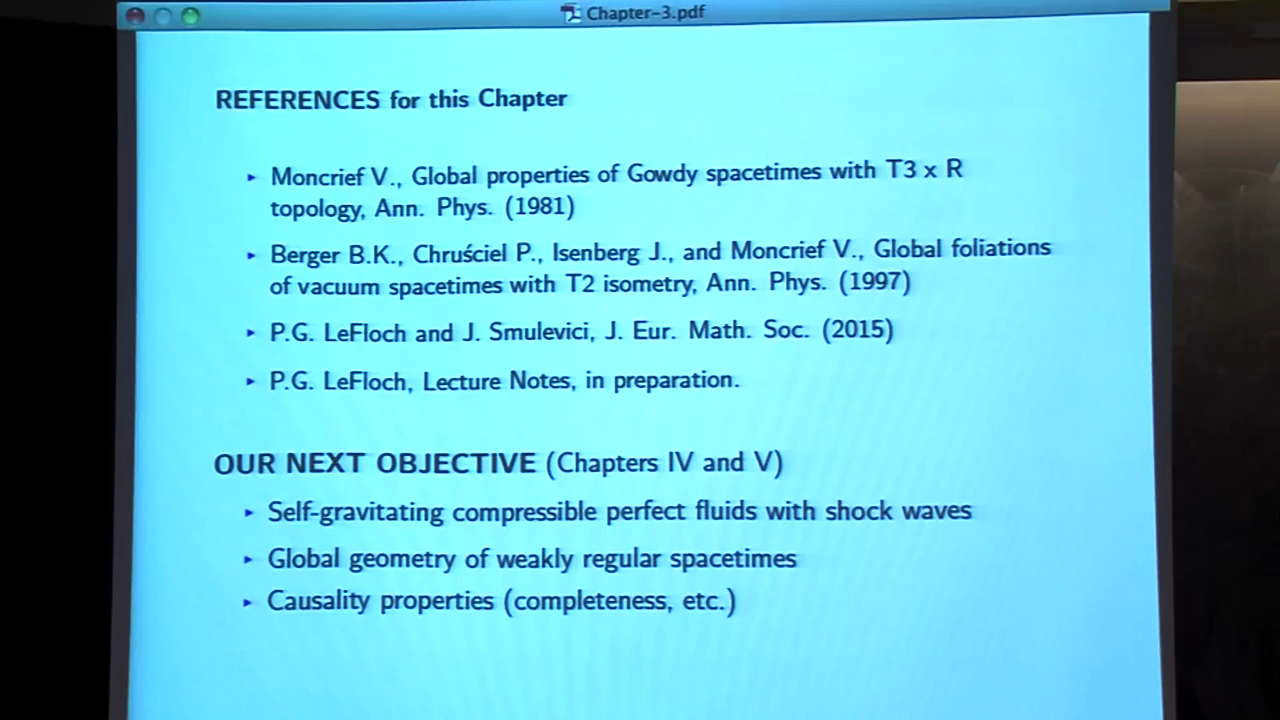 Chapter-3.pdf
REFERENCES for this Chapter
▸ Moncrief V., Global properties of Gowdy spacetimes with T3 x R
topology, Ann. Phys. (1981)
▸ Berger B.K., Chruściel P., Isenberg J., and Moncrief V., Global foliations
of vacuum spacetimes with T2 isometry, Ann. Phys. (1997)
▸ P.G. LeFloch and J. Smulevici, J. Eur. Math. Soc. (2015)
▸ P.G. LeFloch, Lecture Notes, in preparation.
OUR NEXT OBJECTIVE (Chapters IV and V)
▸ Self-gravitating compressible perfect fluids with shock waves
▸ Global geometry of weakly regular spacetimes
▸ Causality properties (completeness, etc.)